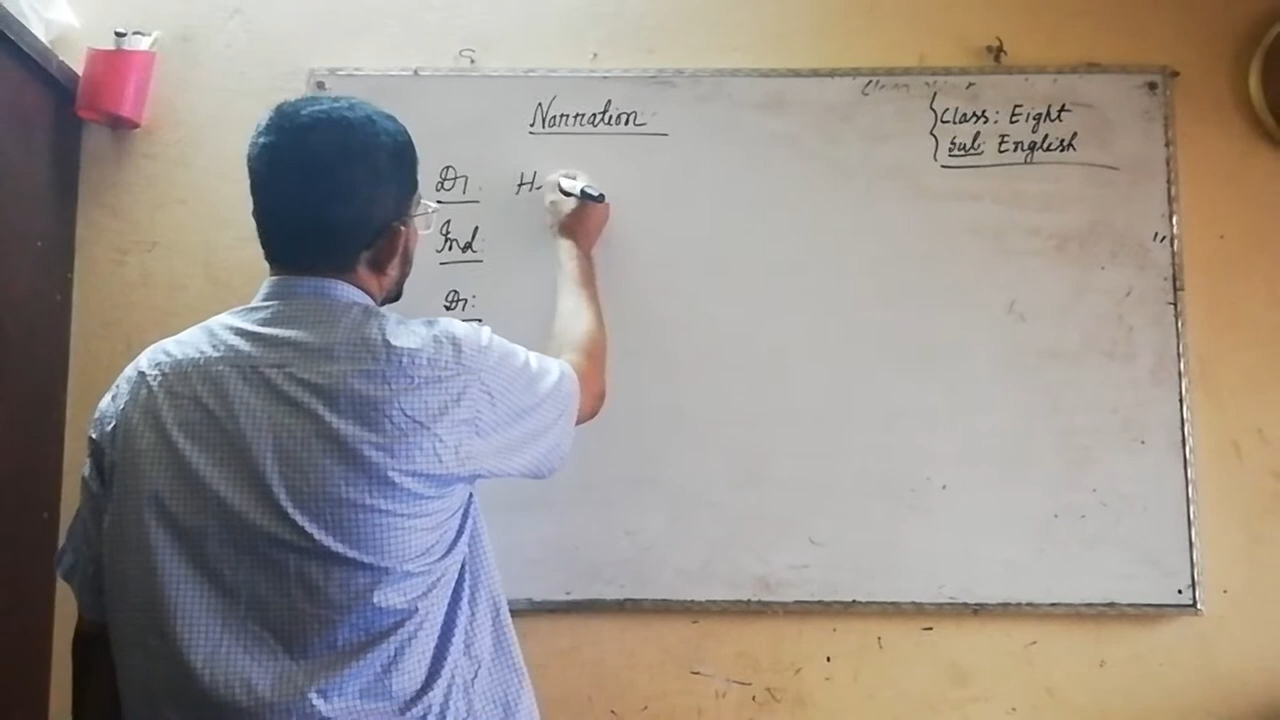 Narration
Class: Eight
Sub: English
Dr. H
Ind
Dr: